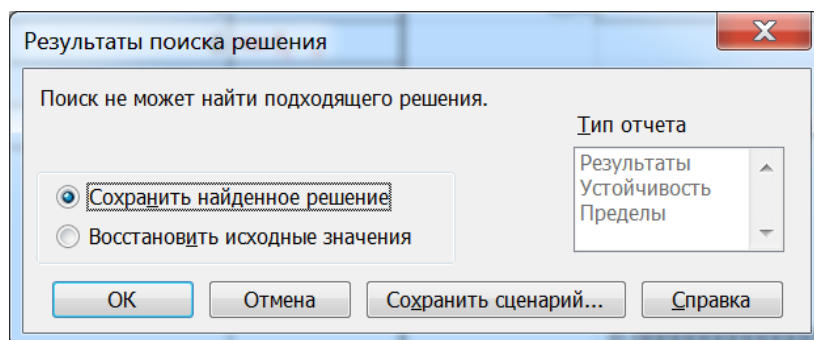 Результаты поиска решения
Поиск не может найти подходящего решения.
Тип отчета
Результаты
Устойчивость
Пределы
Сохранить найденное решение
Восстановить исходные значения
ОК
Отмена
Сохранить сценарий...
Справка